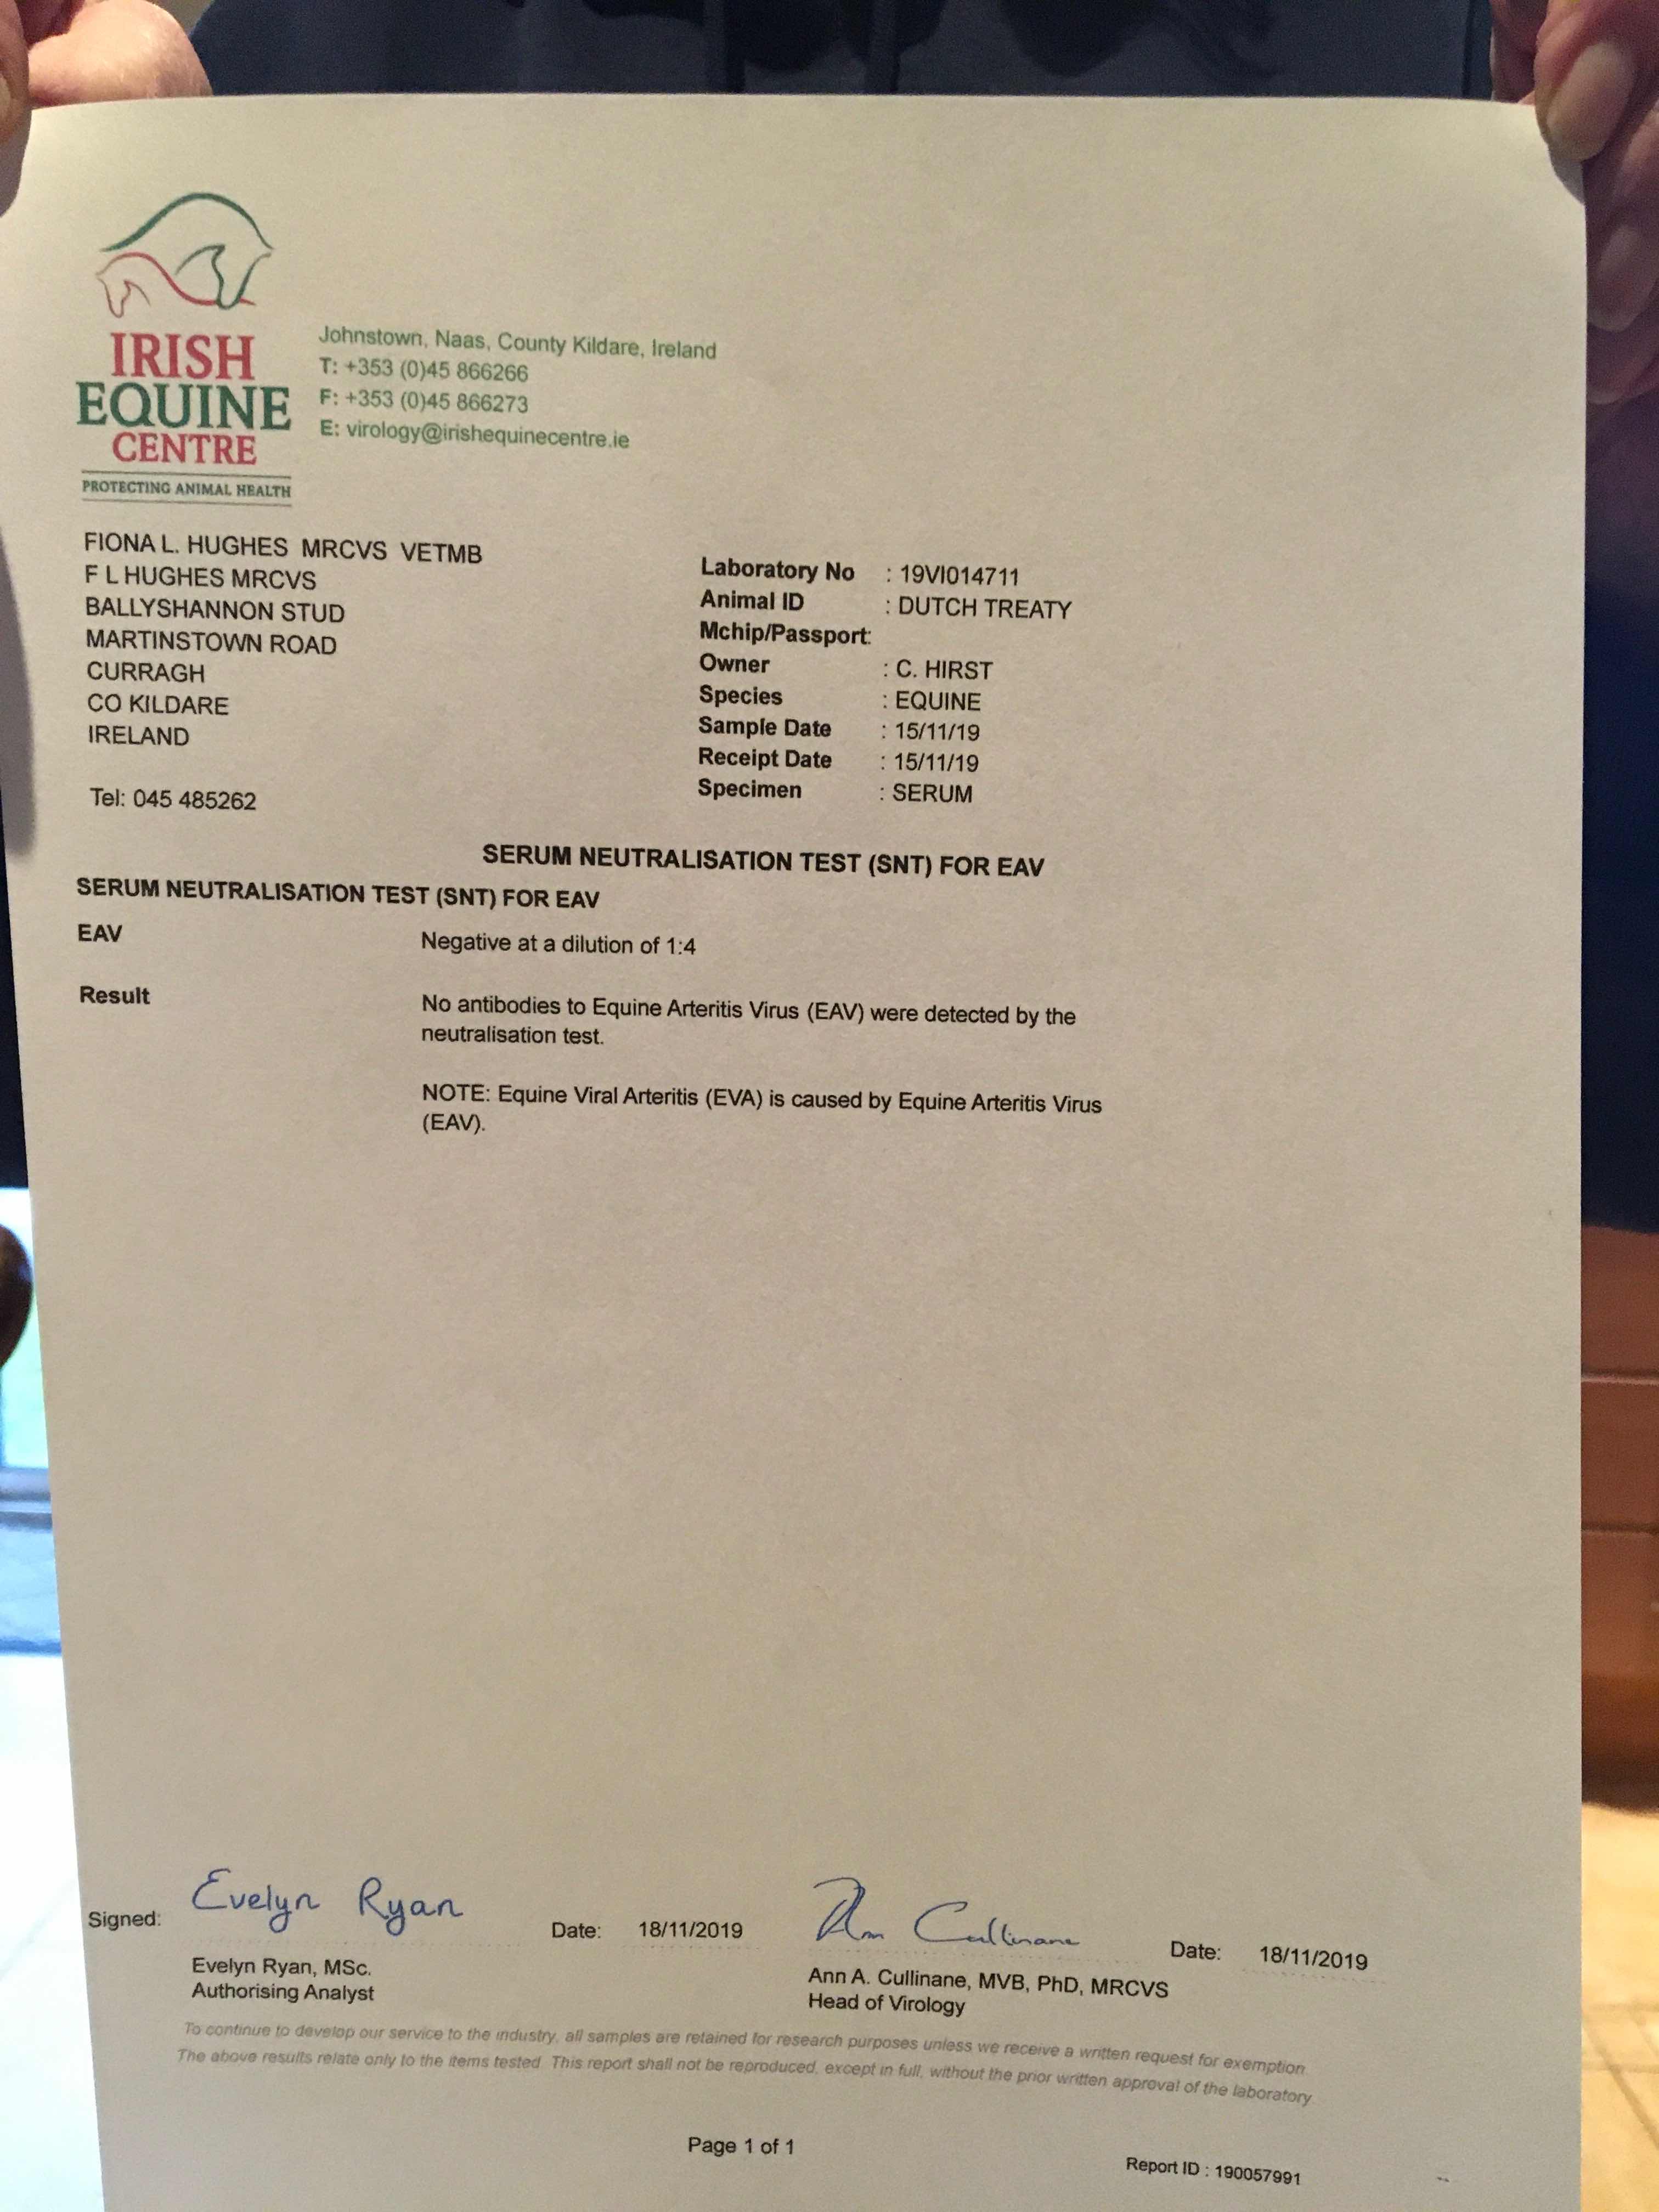 IRISH
EQUINE
CENTRE
PROTECTING ANIMAL HEALTH
Johnstown, Naas, County Kildare, Ireland
T: +353 (0)45 866266
F: +353 (0)45 866273
E: virology@irishequinecentre.ie
FIONA L. HUGHES MRCVS VETMB
F L HUGHES MRCVS
BALLYSHANNON STUD
MARTINSTOWN ROAD
CURRAGH
CO KILDARE
IRELAND
Tel: 045 485262
Laboratory No : 19VI014711
Animal ID : DUTCH TREATY
Mchip/Passport:
Owner : C. HIRST
Species : EQUINE
Sample Date : 15/11/19
Receipt Date : 15/11/19
Specimen : SERUM
SERUM NEUTRALISATION TEST (SNT) FOR EAV
SERUM NEUTRALISATION TEST (SNT) FOR EAV
EAV Negative at a dilution of 1:4
Result No antibodies to Equine Arteritis Virus (EAV) were detected by the
neutralisation test.
NOTE: Equine Viral Arteritis (EVA) is caused by Equine Arteritis Virus
(EAV).
Signed: Evelyn Ryan Date: 18/11/2019 Ann Cullinane Date: 18/11/2019
Evelyn Ryan, MSc. Ann A. Cullinane, MVB, PhD, MRCVS
Authorising Analyst Head of Virology
To continue to develop our service to the industry, all samples are retained for research purposes unless we receive a written request for exemption.
The above results relate only to the items tested. This report shall not be reproduced, except in full, without the prior written approval of the laboratory
Page 1 of 1
Report ID : 190057991